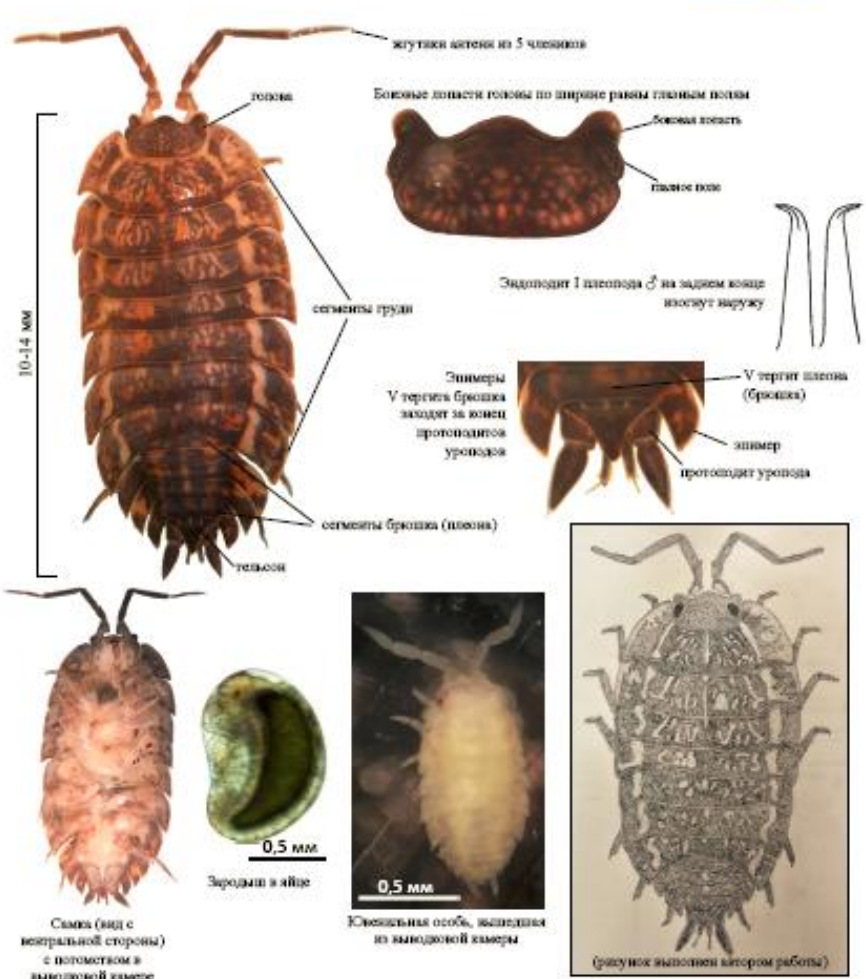 жгутики антенн из 5 члеников
голова
Боковые лопасти головы по ширине равны глазным полям
боковая лопасть
глазное поле
10-14 мм
Эндоподит I плеопода ♂ на заднем конце
изогнут наружу
сегменты груди
Эпимеры
V тергита брюшка
заходят за конец
протоподитов
уроподов
V тергит плеона
(брюшка)
эпимер
протоподит уропода
сегменты брюшка (плеона)
тельсон
0,5 мм
Зародыш в яйце
0,5 мм
Самка (вид с
вентральной стороны)
с потомством в
выводковой камере
Ювенильная особь, вышедшая
из выводковой камеры
(рисунок выполнен автором работы)